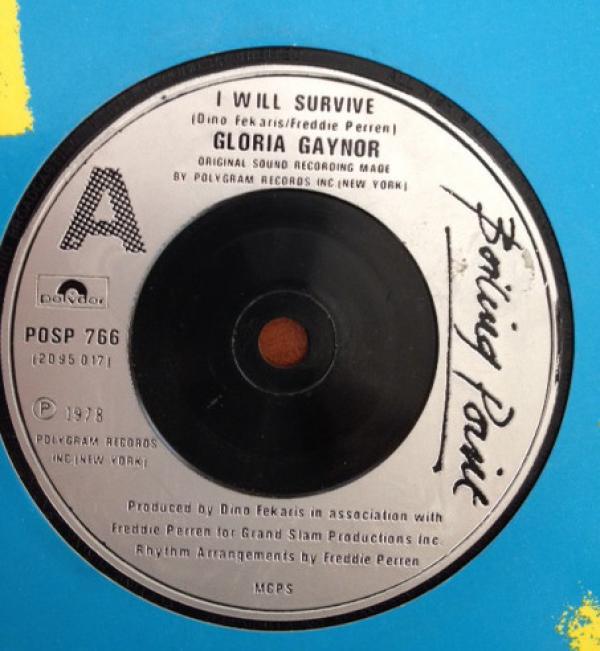 I WILL SURVIVE
(Dino Fekaris/Freddie Perren)
GLORIA GAYNOR
ORIGINAL SOUND RECORDING MADE
BY POLYGRAM RECORDS INC (NEW YORK)
A
polydor
POSP 766
(2095 017)
Ⓟ 1978
POLYGRAM RECORDS
INC (NEW YORK)
Boiling Point
Produced by Dino Fekaris in association with
Freddie Perren for Grand Slam Productions Inc.
Rhythm Arrangements by Freddie Perren
MCPS